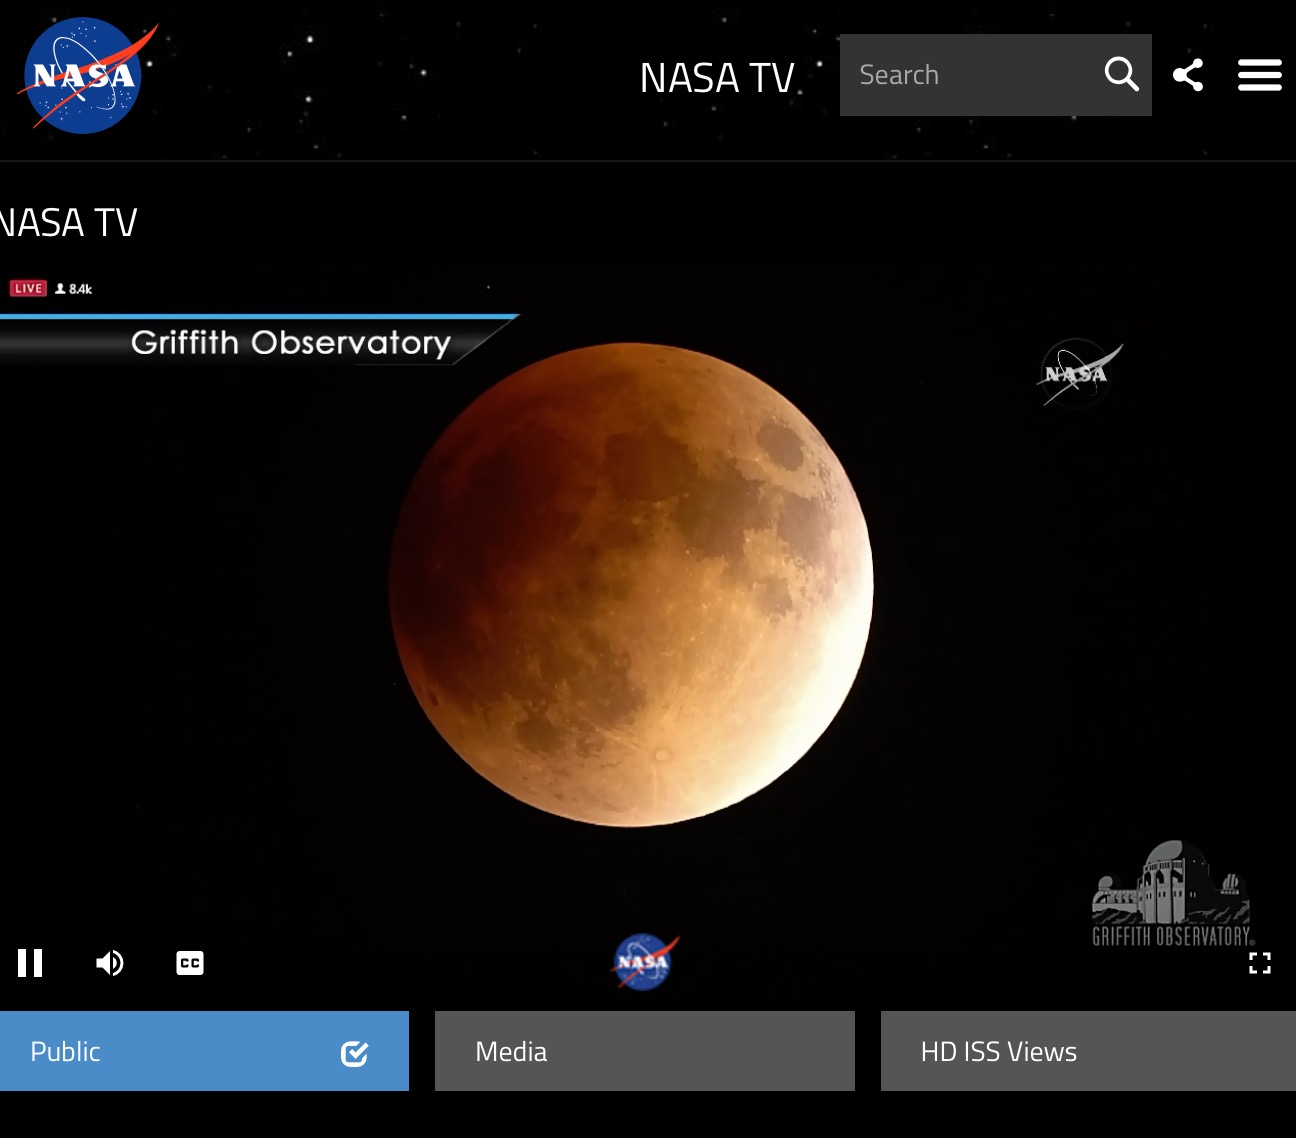 NASA
NASA TV
Search
NASA TV
LIVE 8.4k
Griffith Observatory
NASA
GRIFFITH OBSERVATORY®
CC
NASA
Public
Media
HD ISS Views